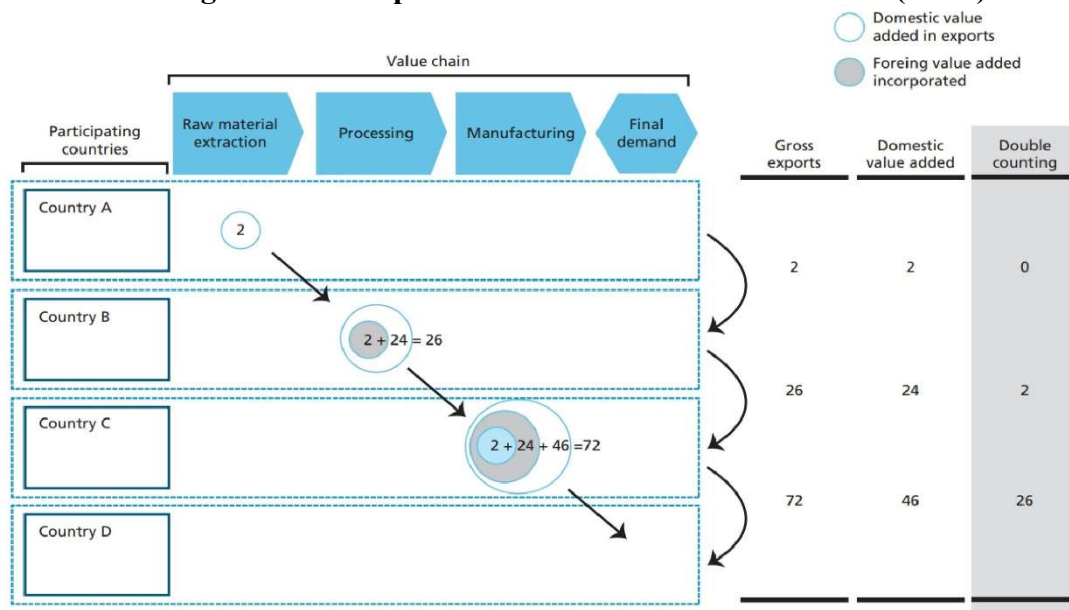 Domestic value
added in exports
Foreing value added
incorporated
Value chain
Participating
countries
Raw material
extraction
Processing
Manufacturing
Final
demand
Gross
exports
Domestic
value added
Double
counting
Country A
2
2
2
0
Country B
2 + 24 = 26
26
24
2
Country C
2 + 24 + 46 =72
72
46
26
Country D